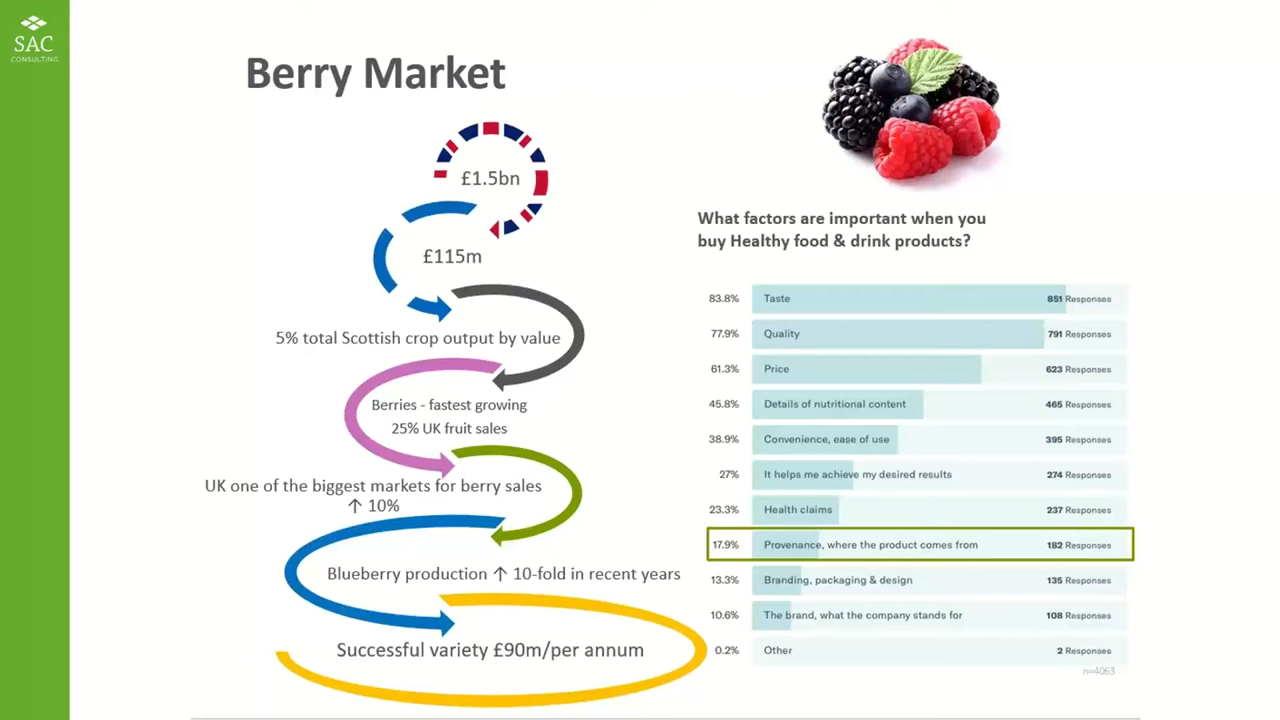 SAC
CONSULTING
Berry Market
£1.5bn
£115m
5% total Scottish crop output by value
Berries - fastest growing
25% UK fruit sales
UK one of the biggest markets for berry sales
↑ 10%
Blueberry production ↑ 10-fold in recent years
Successful variety £90m/per annum
What factors are important when you
buy Healthy food & drink products?
83.8% Taste 851 Responses
77.9% Quality 791 Responses
61.3% Price 623 Responses
45.8% Details of nutritional content 465 Responses
38.9% Convenience, ease of use 395 Responses
27% It helps me achieve my desired results 274 Responses
23.3% Health claims 237 Responses
17.9% Provenance, where the product comes from 182 Responses
13.3% Branding, packaging & design 135 Responses
10.6% The brand, what the company stands for 108 Responses
0.2% Other 2 Responses
n=4063